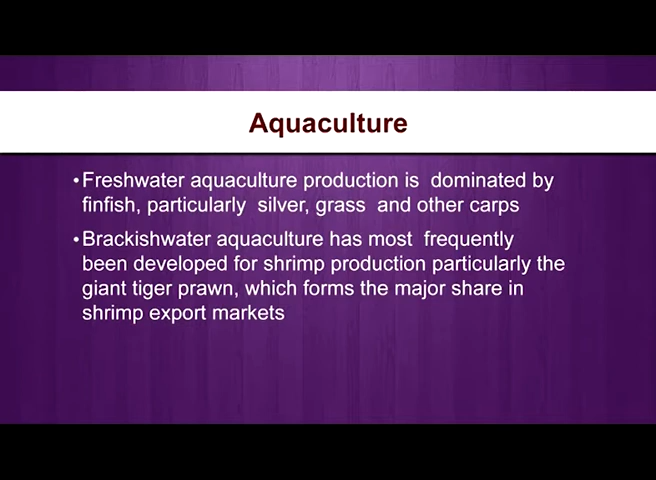 Aquaculture
•Freshwater aquaculture production is dominated by
finfish, particularly silver, grass and other carps
•Brackishwater aquaculture has most frequently
been developed for shrimp production particularly the
giant tiger prawn, which forms the major share in
shrimp export markets